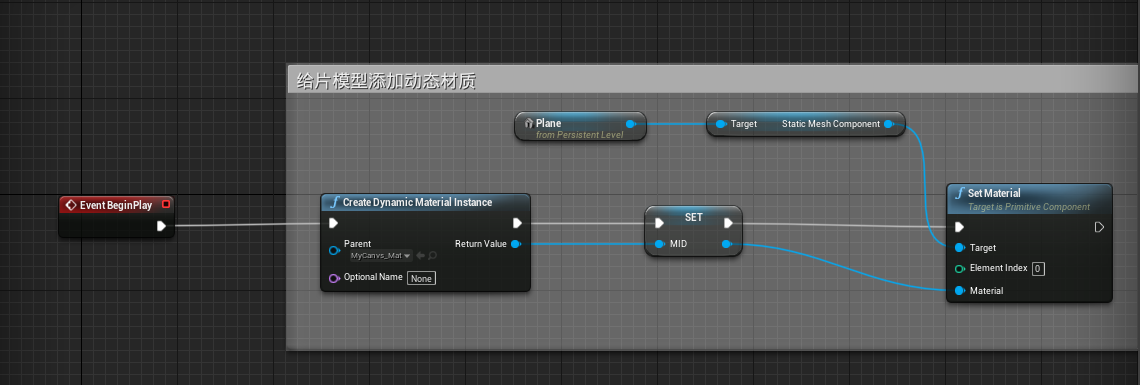 给片模型添加动态材质
Plane
from Persistent Level
Target Static Mesh Component
Event BeginPlay
Create Dynamic Material Instance
Parent Return Value
MyCanvs_Mat
Optional Name None
SET
MID
Set Material
Target is Primitive Component
Target
Element Index 0
Material